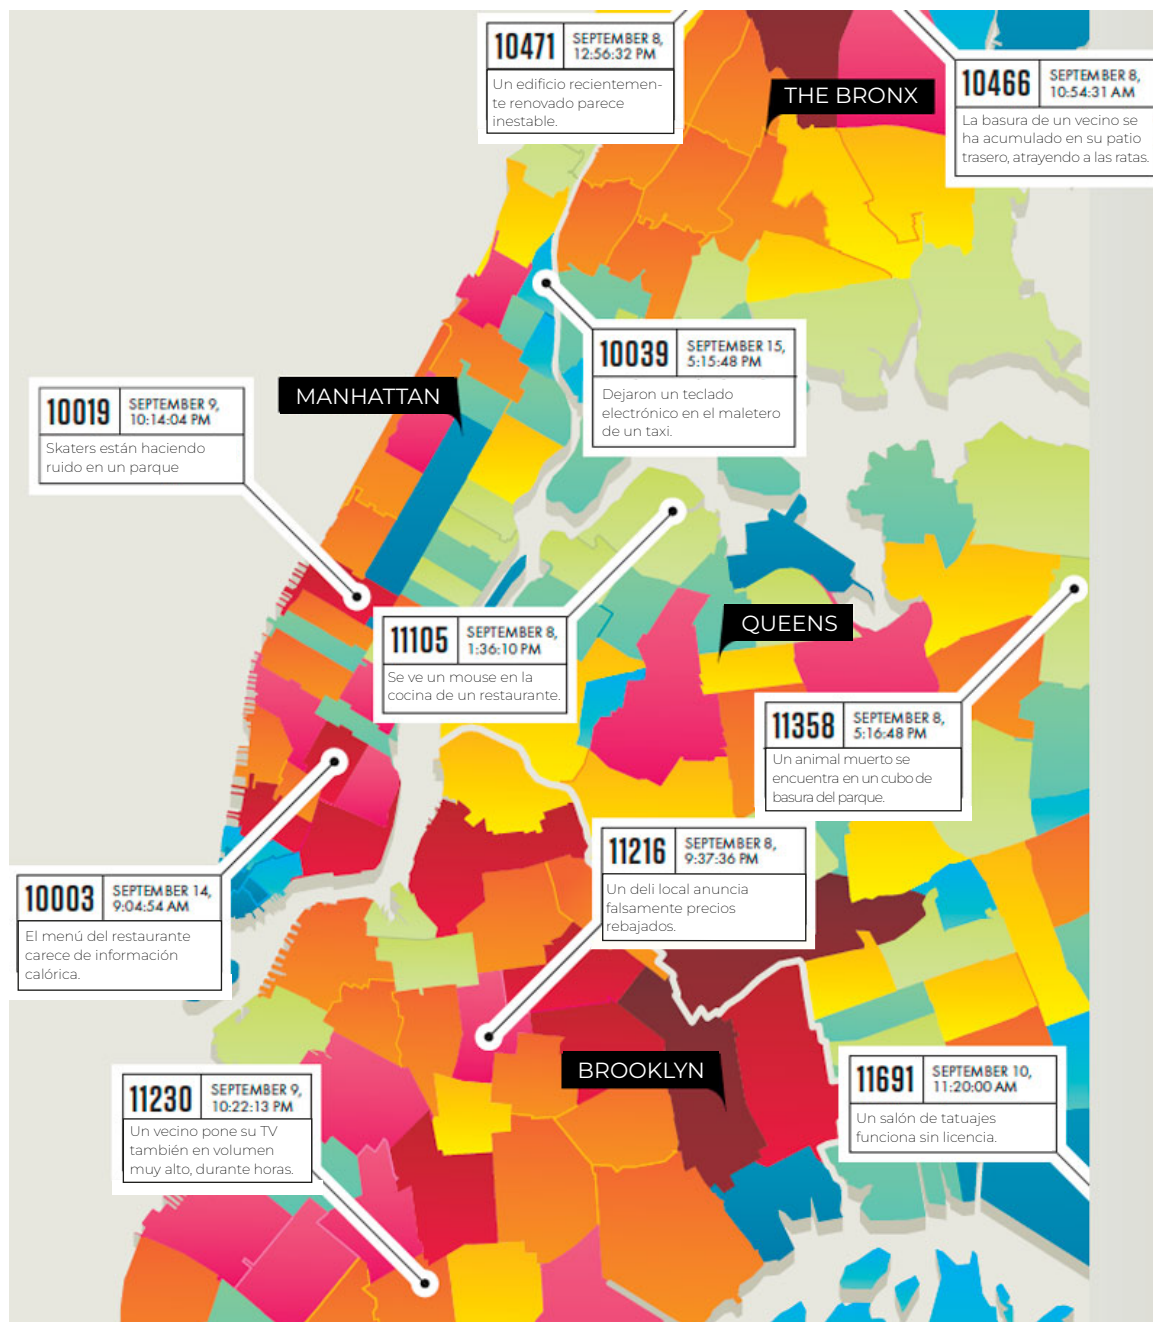 10471
SEPTEMBER 8,
12:56:32 PM
Un edificio recientemen-
te renovado parece
inestable.
THE BRONX
10466
SEPTEMBER 8,
10:54:31 AM
La basura de un vecino se
ha acumulado en su patio
trasero, atrayendo a las ratas.
10039
SEPTEMBER 15,
5:15:48 PM
Dejaron un teclado
electrónico en el maletero
de un taxi.
MANHATTAN
10019
SEPTEMBER 9,
10:14:04 PM
Skaters están haciendo
ruido en un parque
11105
SEPTEMBER 8,
1:36:10 PM
Se ve un mouse en la
cocina de un restaurante.
QUEENS
11358
SEPTEMBER 8,
5:16:48 PM
Un animal muerto se
encuentra en un cubo de
basura del parque.
11216
SEPTEMBER 8,
9:37:36 PM
Un deli local anuncia
falsamente precios
rebajados.
10003
SEPTEMBER 14,
9:04:54 AM
El menú del restaurante
carece de información
calórica.
BROOKLYN
11691
SEPTEMBER 10,
11:20:00 AM
Un salón de tatuajes
funciona sin licencia.
11230
SEPTEMBER 9,
10:22:13 PM
Un vecino pone su TV
también en volumen
muy alto, durante horas.